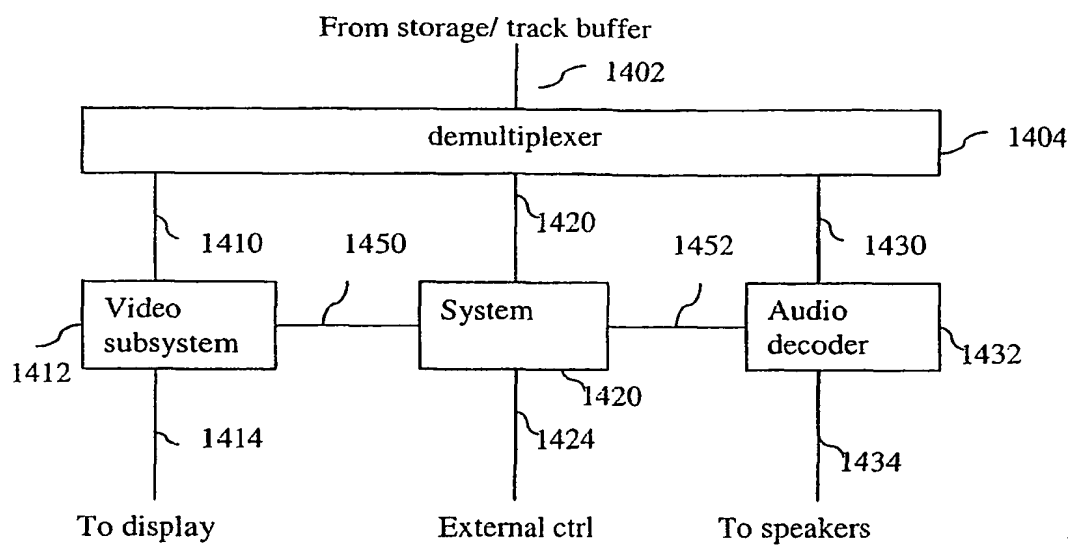 From storage/ track buffer
1402
demultiplexer
1404
1410
1450
1420
1452
1430
Video
subsystem
System
Audio
decoder
1412
1420
1432
1414
1424
1434
To display
External ctrl
To speakers